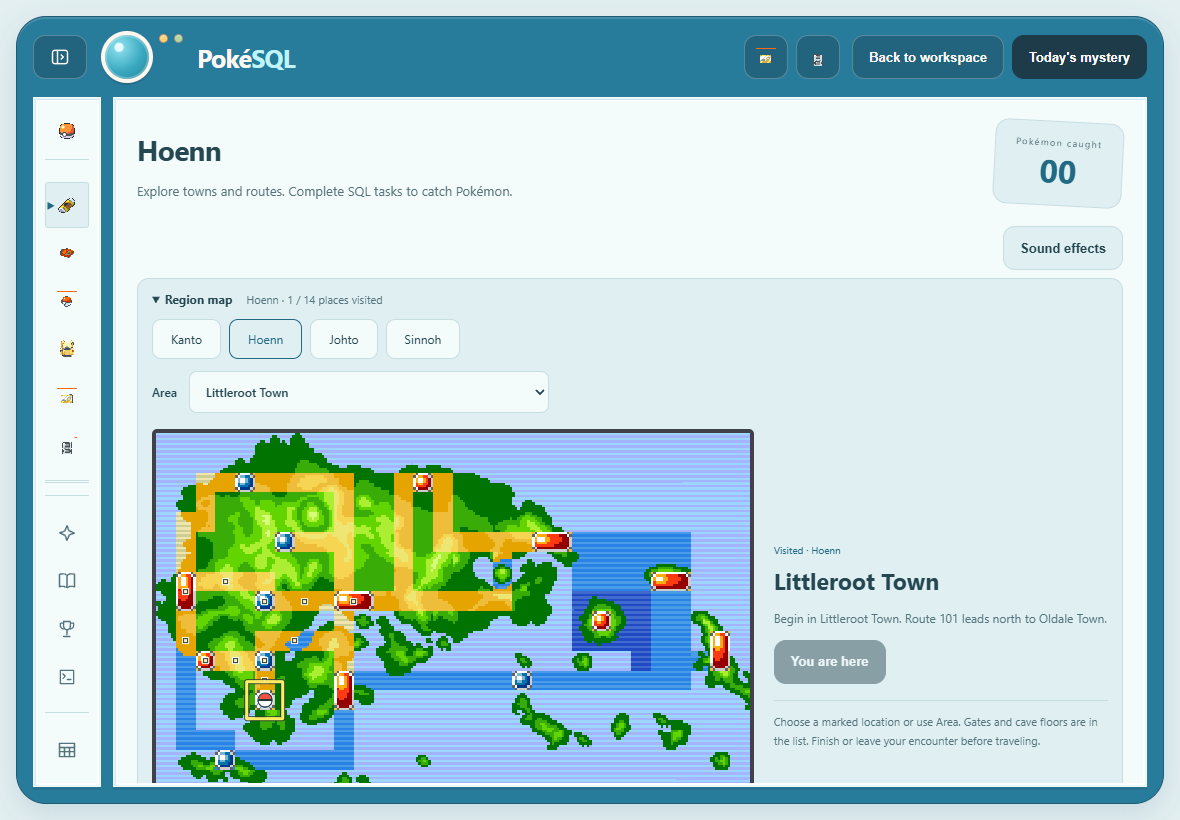 PokéSQL
Back to workspace
Today's mystery
Hoenn
Explore towns and routes. Complete SQL tasks to catch Pokémon.
Pokémon caught
00
Sound effects
Region map
Hoenn · 1 / 14 places visited
Kanto
Hoenn
Johto
Sinnoh
Area
Littleroot Town
Visited · Hoenn
Littleroot Town
Begin in Littleroot Town. Route 101 leads north to Oldale Town.
You are here
Choose a marked location or use Area. Gates and cave floors are in
the list. Finish or leave your encounter before traveling.